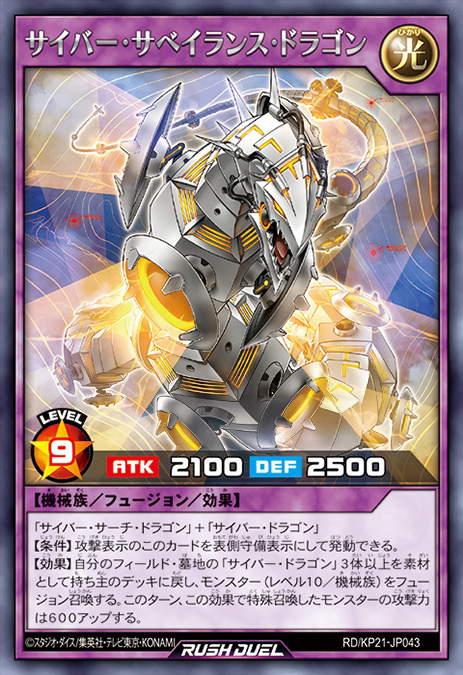 サイバー・サベイランス・ドラゴン
ひかり
光
LEVEL
9
ATK 2100 DEF 2500
【機械族／フュージョン／効果】
「サイバー・サーチ・ドラゴン」＋「サイバー・ドラゴン」
【条件】攻撃表示のこのカードを表側守備表示にして発動できる。
【効果】自分のフィールド・墓地の「サイバー・ドラゴン」3体以上を素材
として持ち主のデッキに戻し、モンスター（レベル10／機械族）をフュー
ジョン召喚する。このターン、この効果で特殊召喚したモンスターの攻撃力
は600アップする。
©スタジオ・ダイス/集英社・テレビ東京・KONAMI RUSH DUEL RD/KP21-JP043